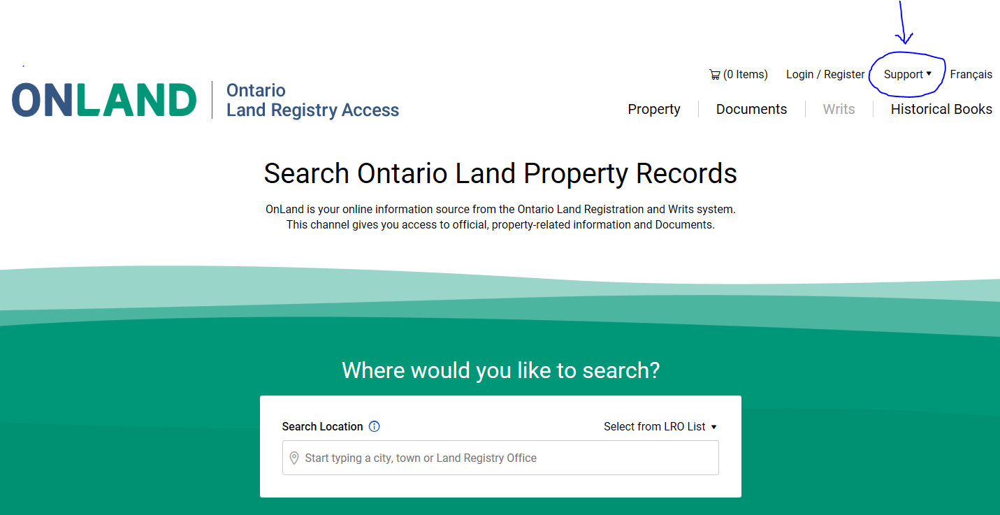 (0 Items) Login / Register Support Français
ONLAND Ontario
Land Registry Access
Property Documents Writs Historical Books
Search Ontario Land Property Records
OnLand is your online information source from the Ontario Land Registration and Writs system.
This channel gives you access to official, property-related information and Documents.
Where would you like to search?
Search Location Select from LRO List
Start typing a city, town or Land Registry Office